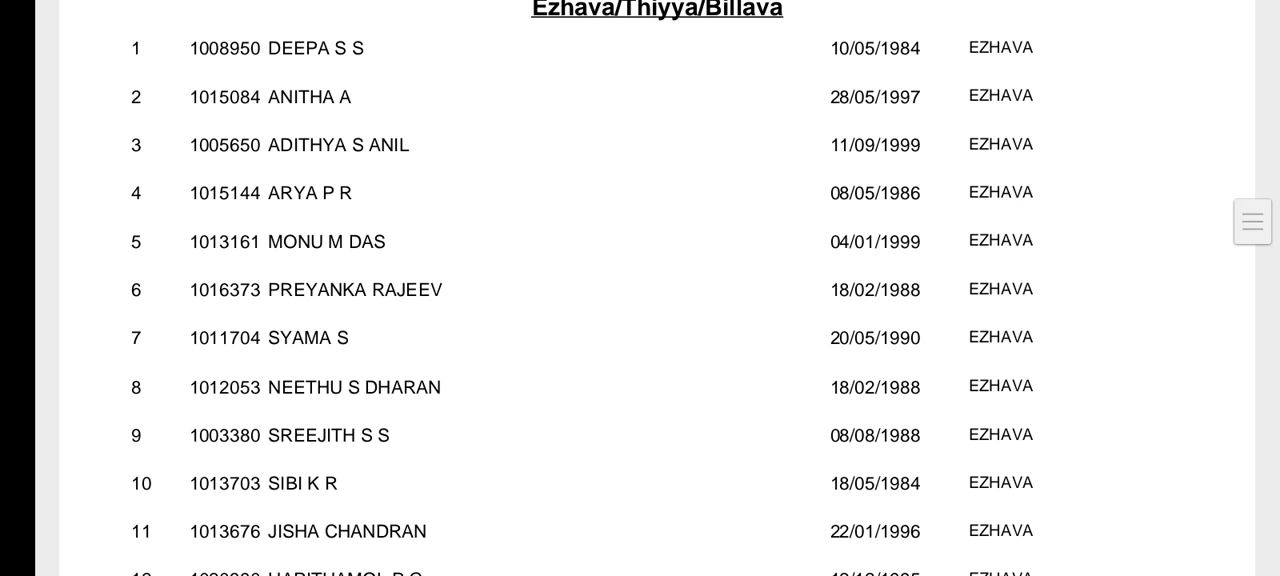 Ezhava/Thiyya/Billava
1 1008950 DEEPA S S 10/05/1984 EZHAVA
2 1015084 ANITHA A 28/05/1997 EZHAVA
3 1005650 ADITHYA S ANIL 11/09/1999 EZHAVA
4 1015144 ARYA P R 08/05/1986 EZHAVA
5 1013161 MONU M DAS 04/01/1999 EZHAVA
6 1016373 PREYANKA RAJEEV 18/02/1988 EZHAVA
7 1011704 SYAMA S 20/05/1990 EZHAVA
8 1012053 NEETHU S DHARAN 18/02/1988 EZHAVA
9 1003380 SREEJITH S S 08/08/1988 EZHAVA
10 1013703 SIBI K R 18/05/1984 EZHAVA
11 1013676 JISHA CHANDRAN 22/01/1996 EZHAVA